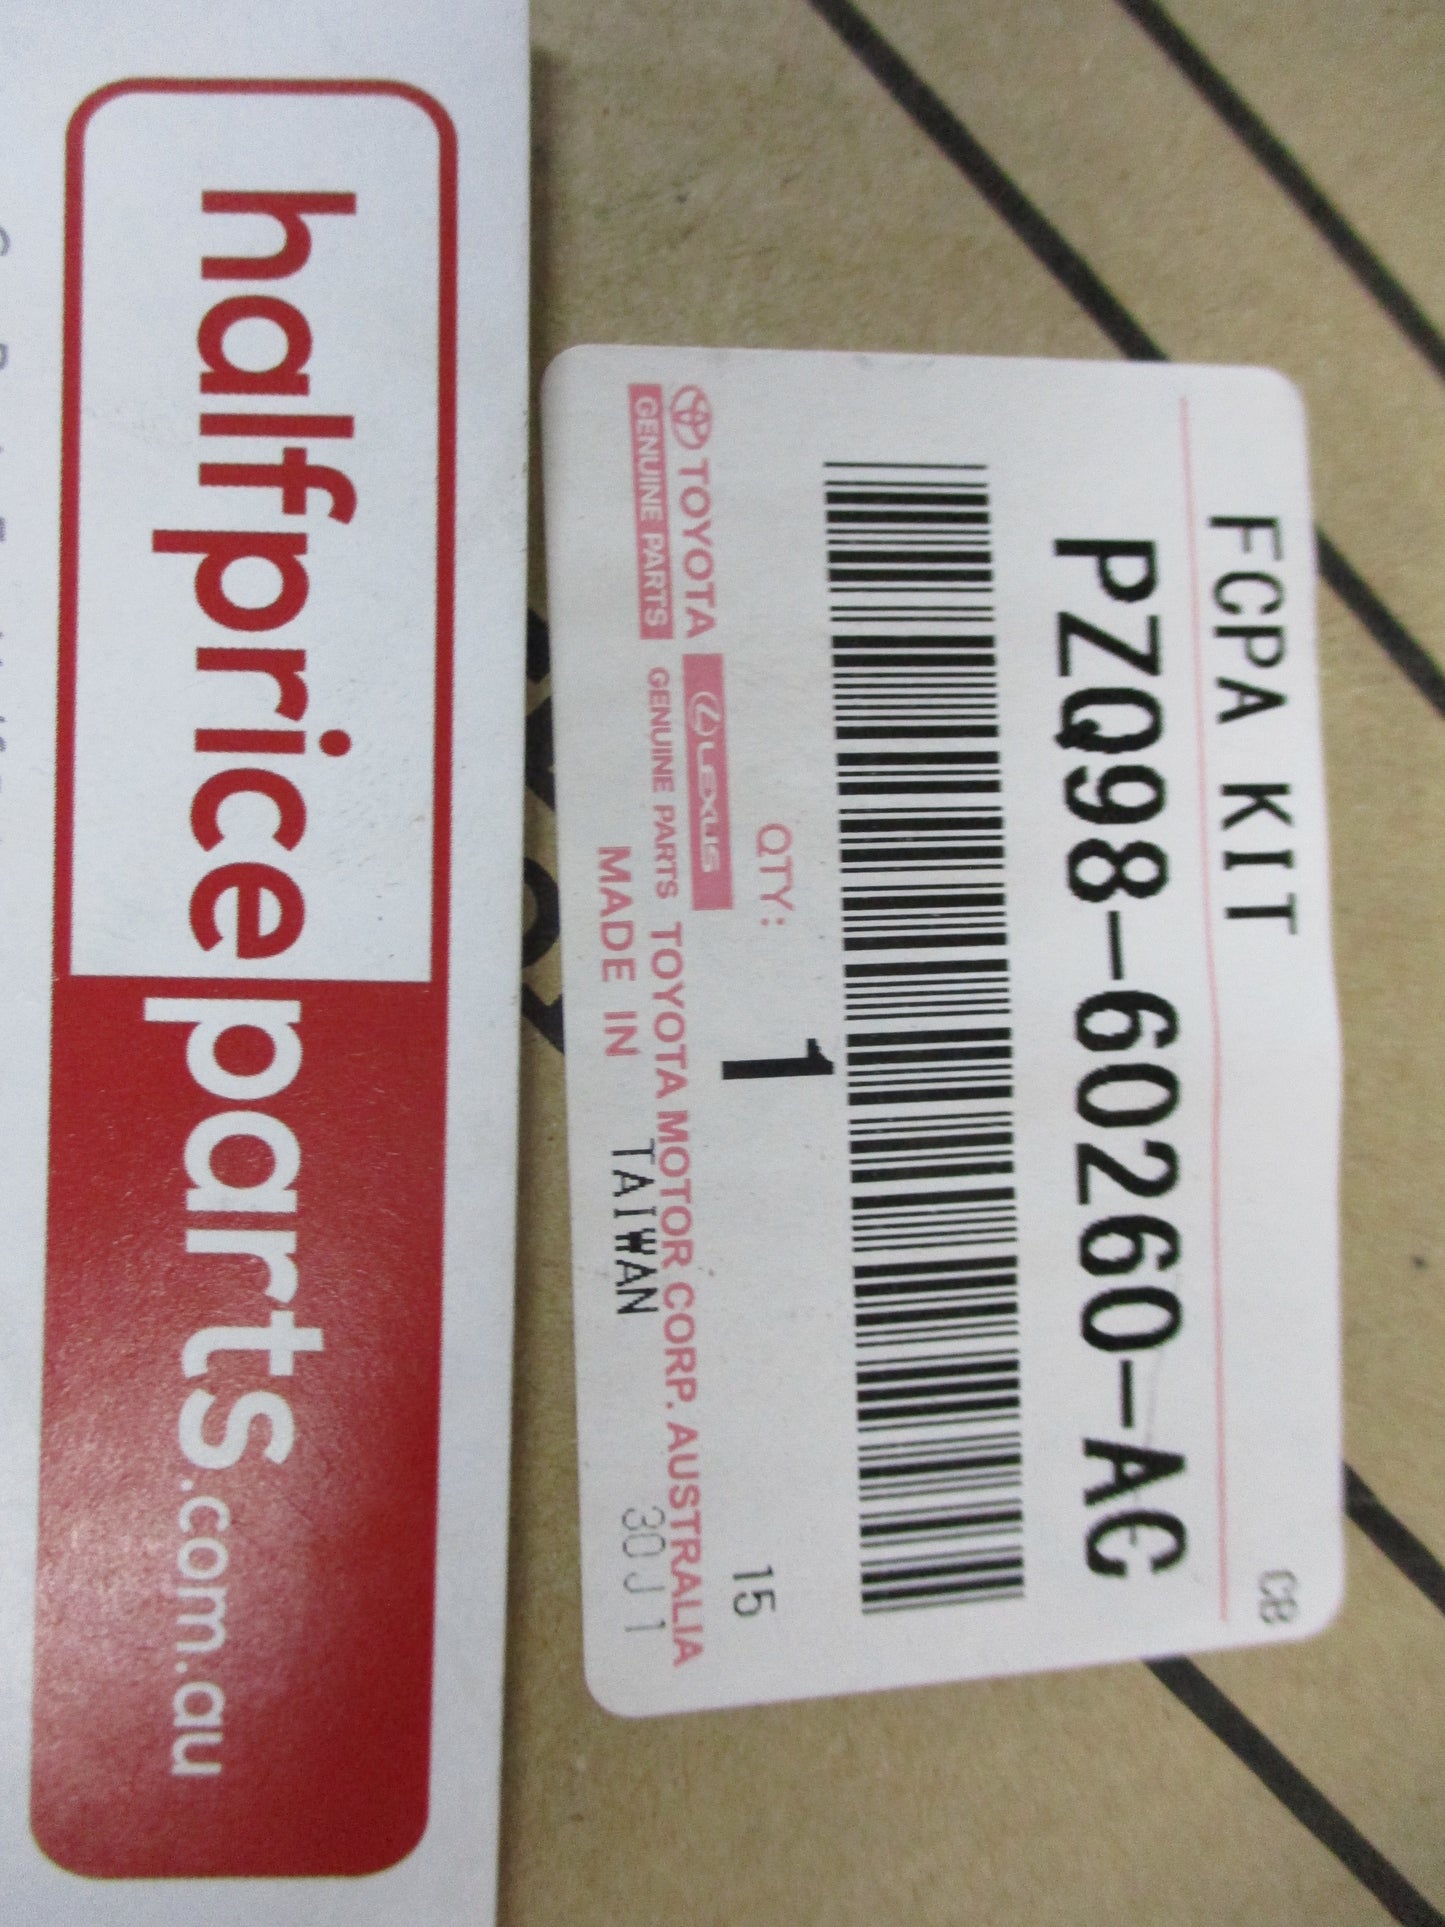 halfpriceparts.com.au
FCPA KIT
CB
PZQ98-60260-AC
QTY: 1
15
TOYOTA
GENUINE PARTS
LEXUS
GENUINE PARTS
TOYOTA MOTOR CORP. AUSTRALIA
MADE IN TAIWAN
30J1